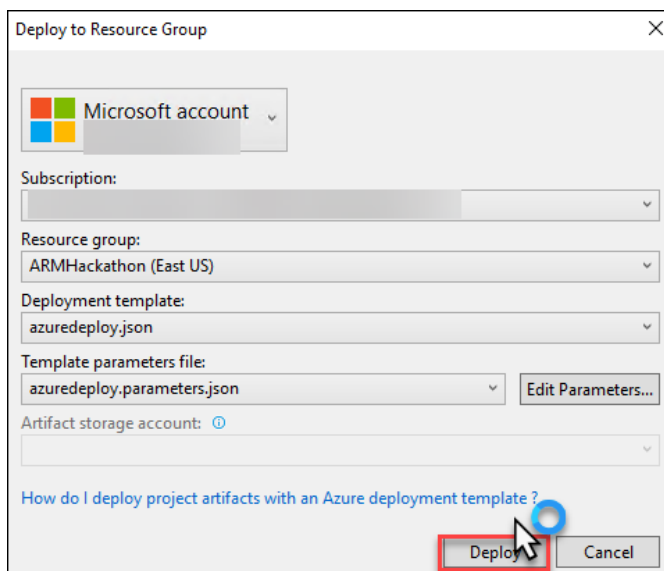 Deploy to Resource Group
Microsoft account
Subscription:
Resource group:
ARMHackathon (East US)
Deployment template:
azuredeploy.json
Template parameters file:
azuredeploy.parameters.json
Edit Parameters...
Artifact storage account:
How do I deploy project artifacts with an Azure deployment template ?
Deploy
Cancel